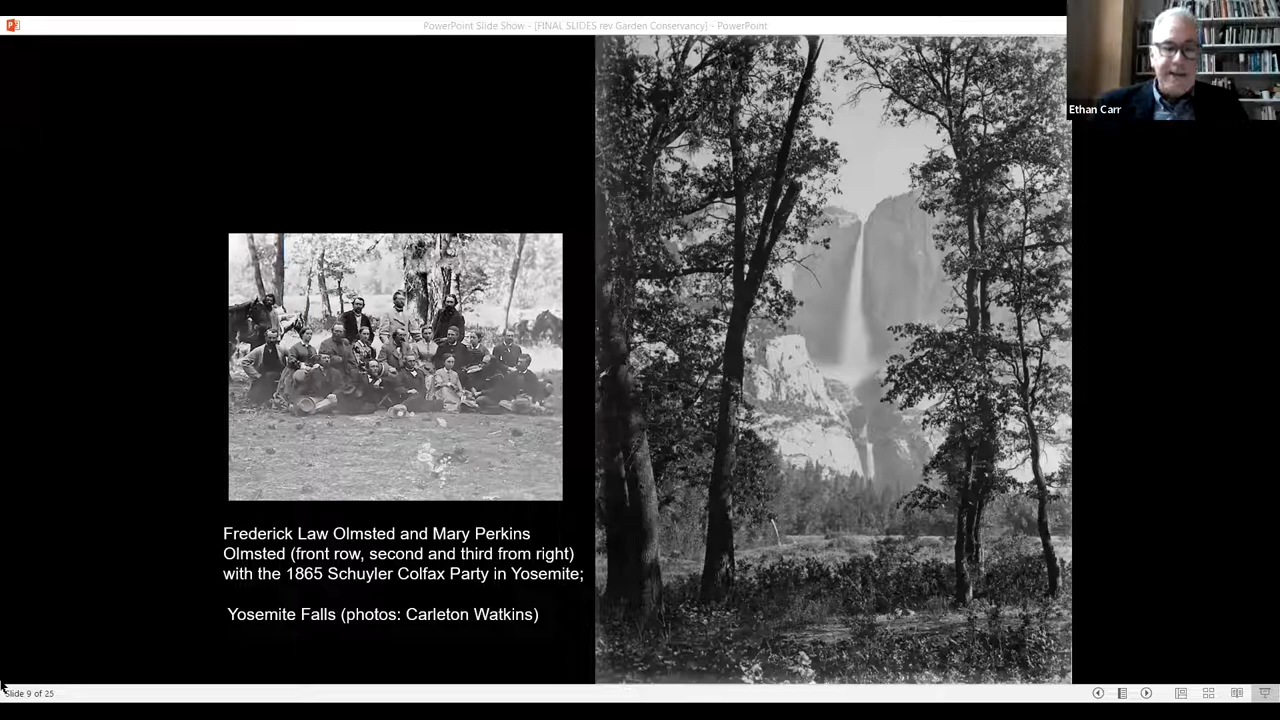 PowerPoint Slide Show - [FINAL SLIDES rev Garden Conservancy] - PowerPoint
Ethan Carr
Frederick Law Olmsted and Mary Perkins
Olmsted (front row, second and third from right)
with the 1865 Schuyler Colfax Party in Yosemite;
Yosemite Falls (photos: Carleton Watkins)
Slide 9 of 25